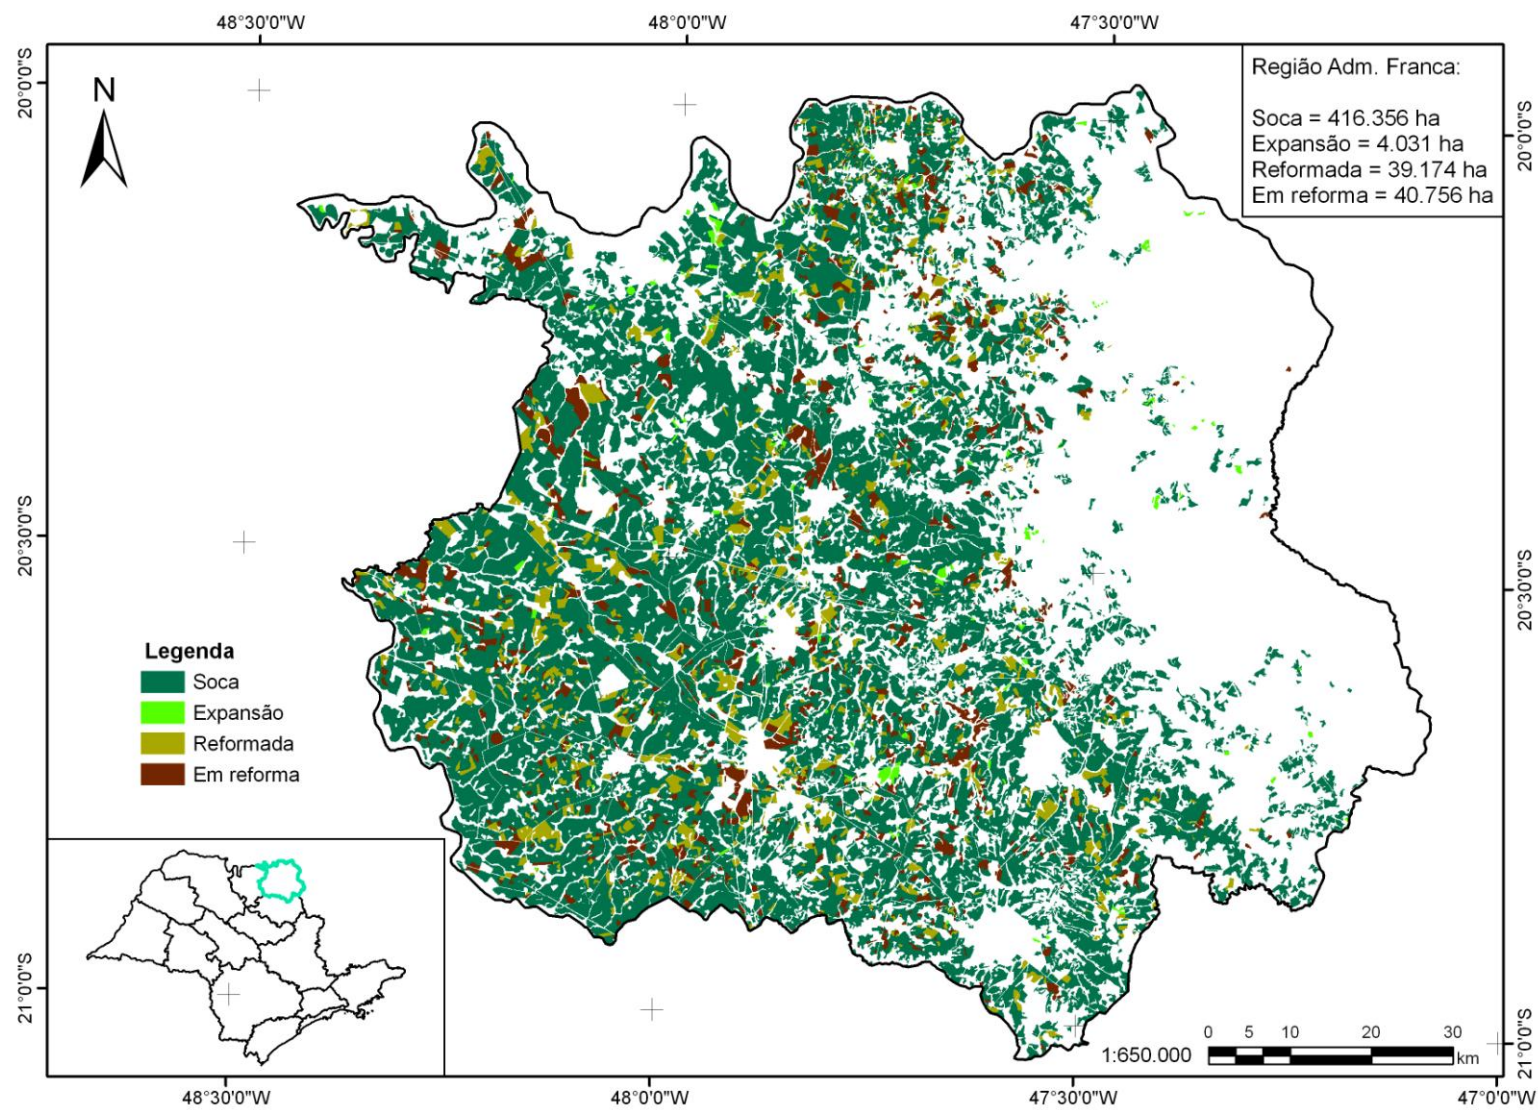 48°30'0"W
48°0'0"W
47°30'0"W
20°0'0"S
20°0'0"S
N
Região Adm. Franca:
Soca = 416.356 ha
Expansão = 4.031 ha
Reformada = 39.174 ha
Em reforma = 40.756 ha
20°30'0"S
20°30'0"S
Legenda
Soca
Expansão
Reformada
Em reforma
21°0'0"S
21°0'0"S
1:650.000
0 5 10 20 30
km
48°30'0"W
48°0'0"W
47°30'0"W
47°0'0"W